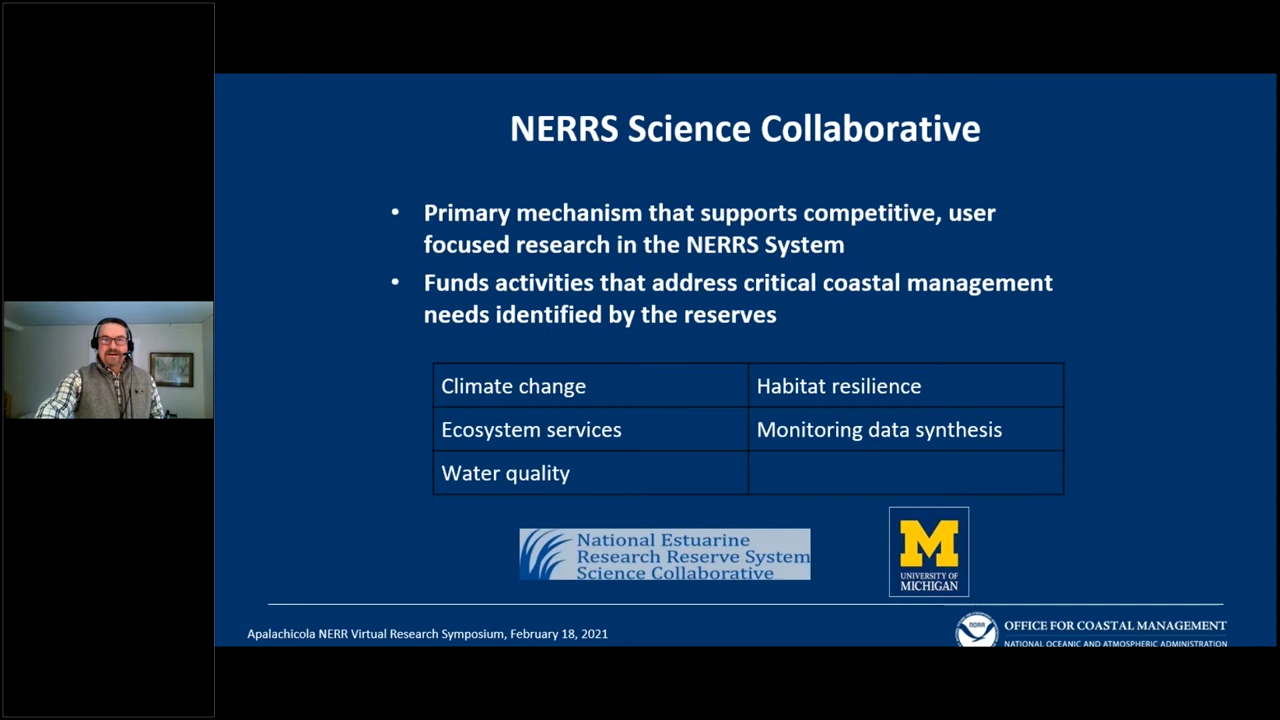 NERRS Science Collaborative
• Primary mechanism that supports competitive, user
focused research in the NERRS System
• Funds activities that address critical coastal management
needs identified by the reserves
Climate change
Habitat resilience
Ecosystem services
Monitoring data synthesis
Water quality
National Estuarine
Research Reserve System
Science Collaborative
M
UNIVERSITY OF
MICHIGAN
Apalachicola NERR Virtual Research Symposium, February 18, 2021
NOAA
OFFICE FOR COASTAL MANAGEMENT
NATIONAL OCEANIC AND ATMOSPHERIC ADMINISTRATION